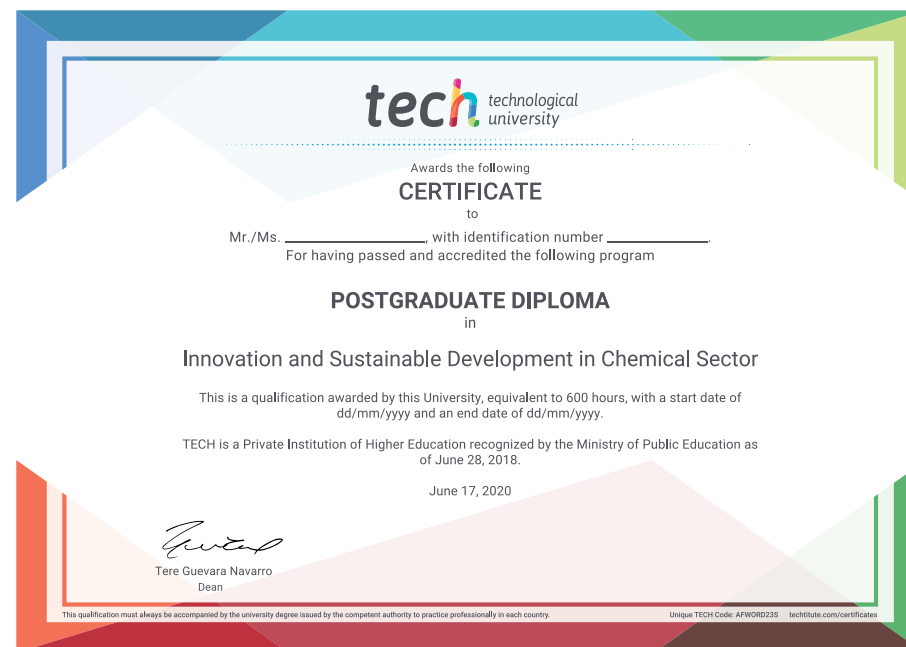 tech technological
university
Awards the following
CERTIFICATE
to
Mr./Ms. ____________________, with identification number ______________.
For having passed and accredited the following program
POSTGRADUATE DIPLOMA
in
Innovation and Sustainable Development in Chemical Sector
This is a qualification awarded by this University, equivalent to 600 hours, with a start date of
dd/mm/yyyy and an end date of dd/mm/yyyy.
TECH is a Private Institution of Higher Education recognized by the Ministry of Public Education as
of June 28, 2018.
June 17, 2020
Tere Guevara Navarro
Dean
This qualification must always be accompanied by the university degree issued by the competent authority to practice professionally in each country. Unique TECH Code: AFWORD23S techtitute.com/certificates